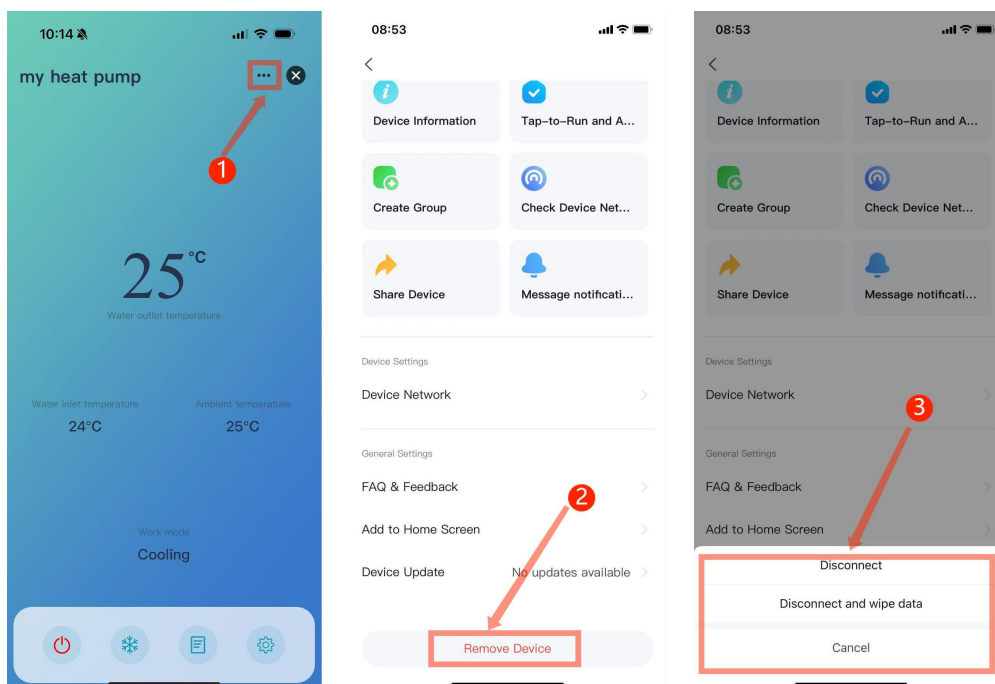 10:14
my heat pump
1
25°C
Water outlet temperature
Water inlet temperature
Ambient temperature
24°C
25°C
Work mode
Cooling
08:53
Device Information
Tap-to-Run and A...
Create Group
Check Device Net...
Share Device
Message notificati...
Device Settings
Device Network
General Settings
FAQ & Feedback
2
Add to Home Screen
Device Update
No updates available
Remove Device
08:53
Device Information
Tap-to-Run and A...
Create Group
Check Device Net...
Share Device
Message notificati...
Device Settings
Device Network
3
General Settings
FAQ & Feedback
Add to Home Screen
Disconnect
Disconnect and wipe data
Cancel